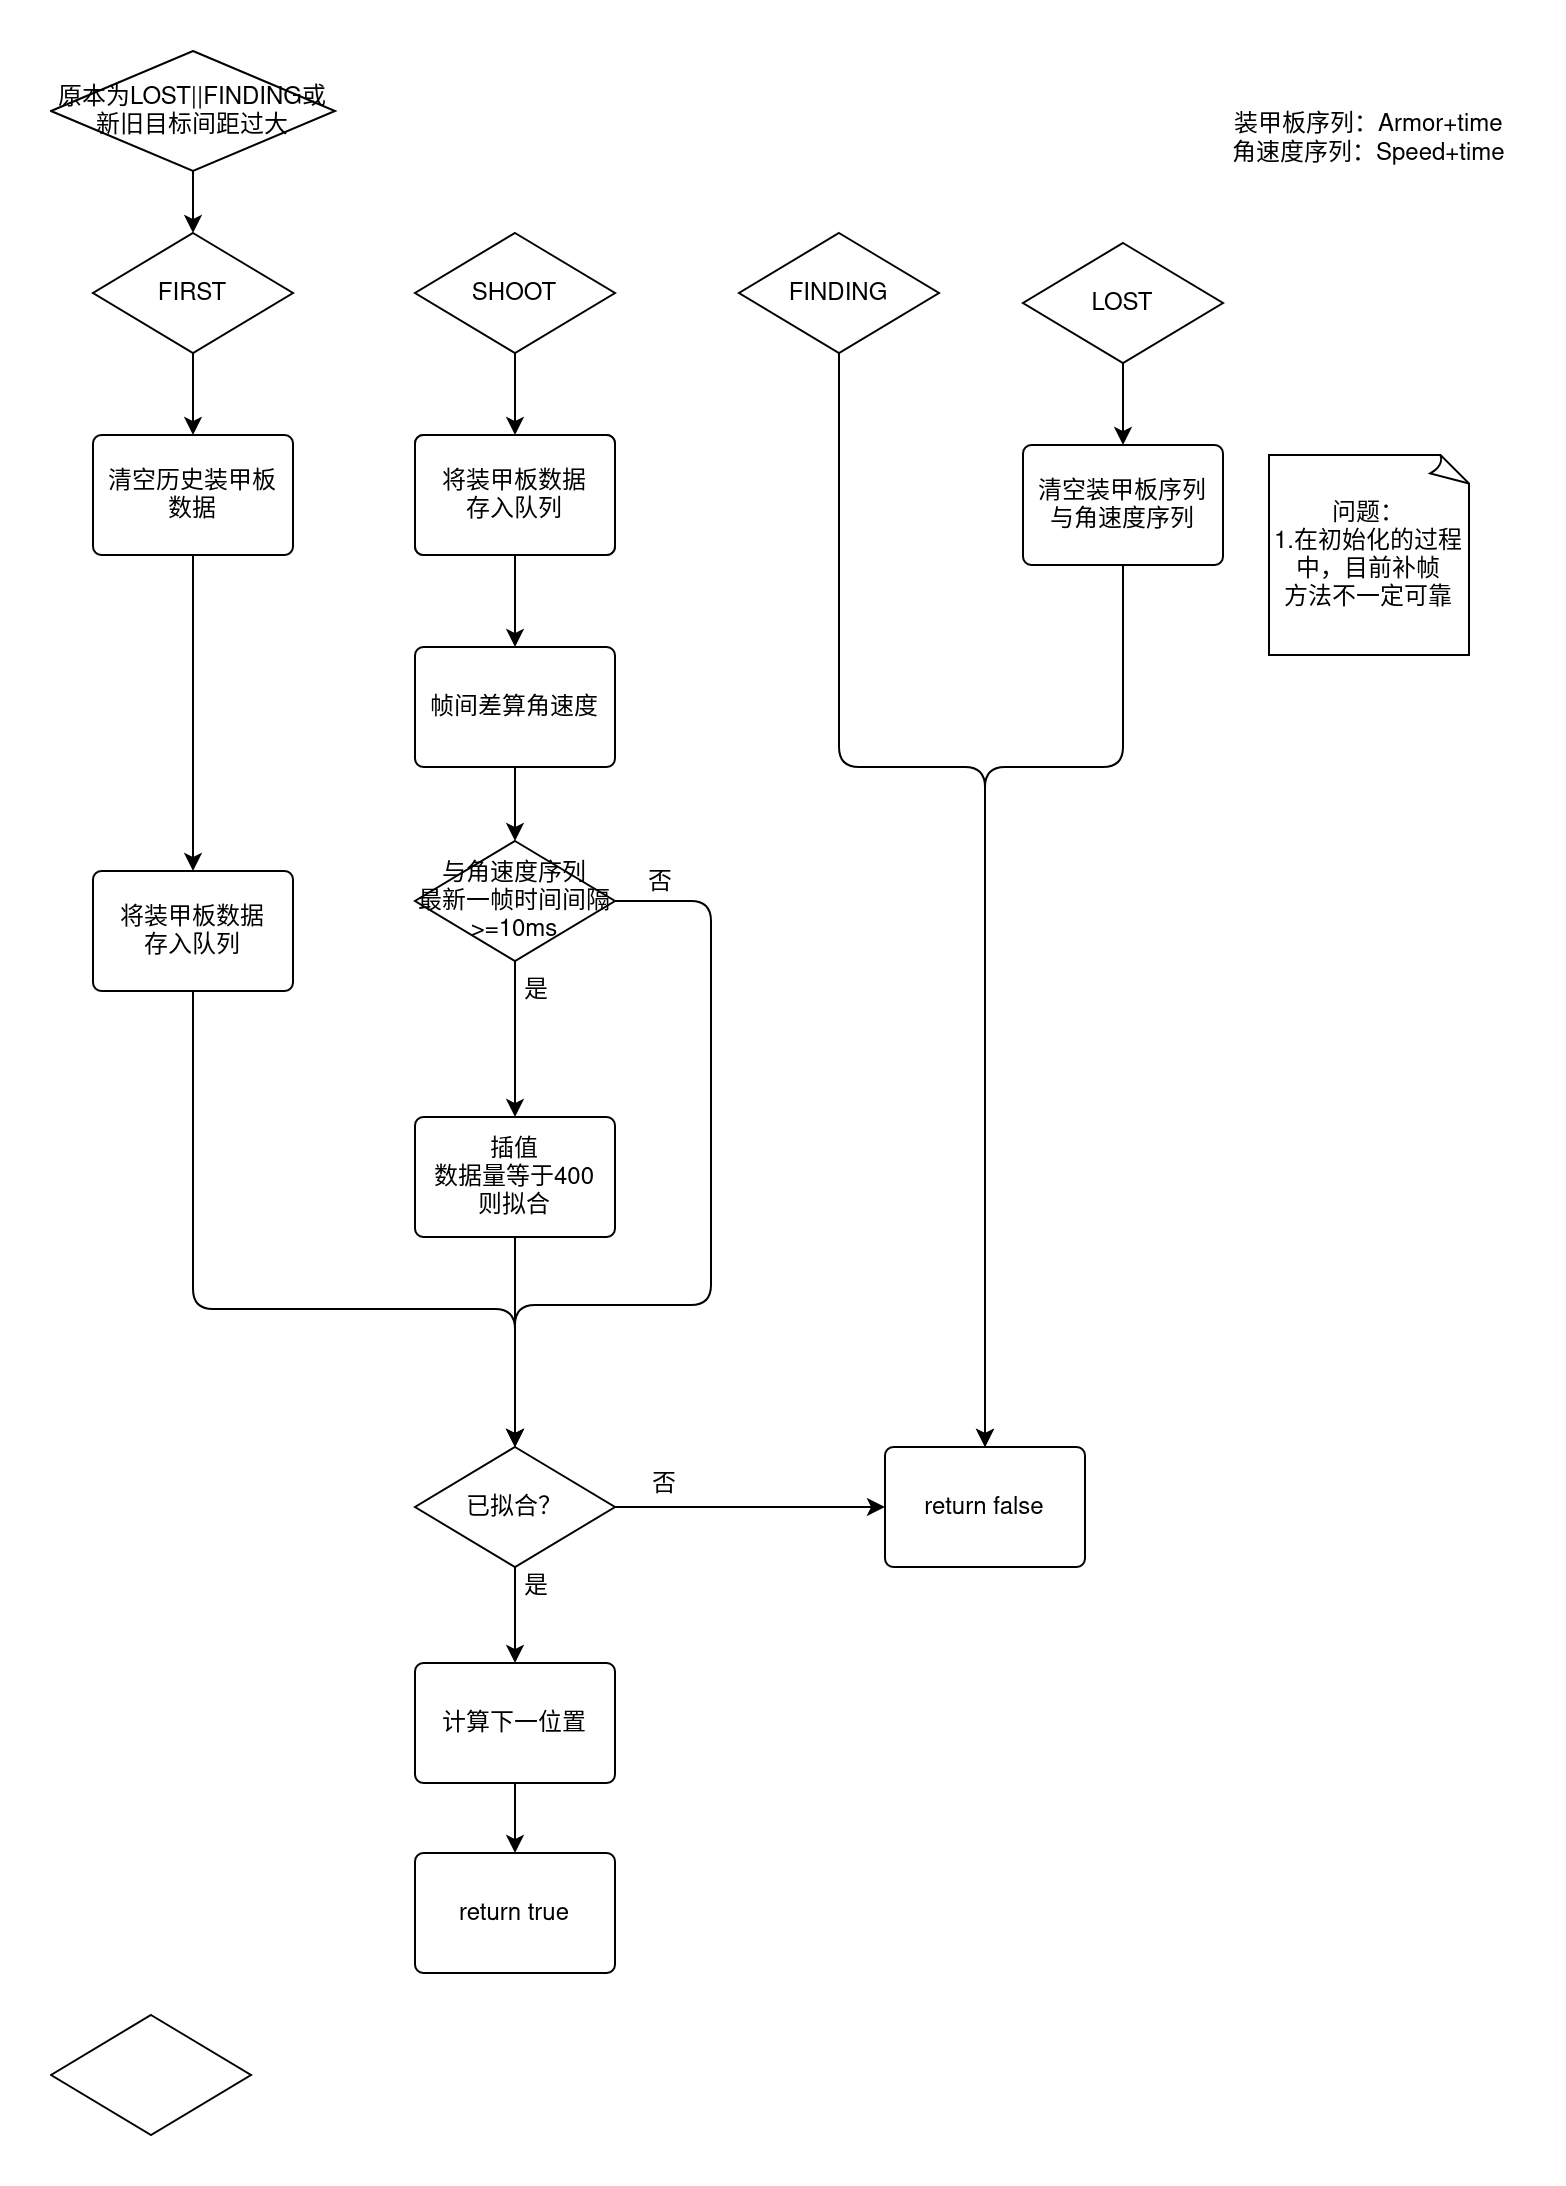 原本为LOST||FINDING或
新旧目标间距过大
装甲板序列：Armor+time
角速度序列：Speed+time
FIRST
SHOOT
FINDING
LOST
清空历史装甲板
数据
将装甲板数据
存入队列
清空装甲板序列
与角速度序列
问题：
1.在初始化的过程
中，目前补帧
方法不一定可靠
帧间差算角速度
与角速度序列
最新一帧时间间隔
>=10ms
否
是
将装甲板数据
存入队列
插值
数据量等于400
则拟合
已拟合？
否
return false
是
计算下一位置
return true